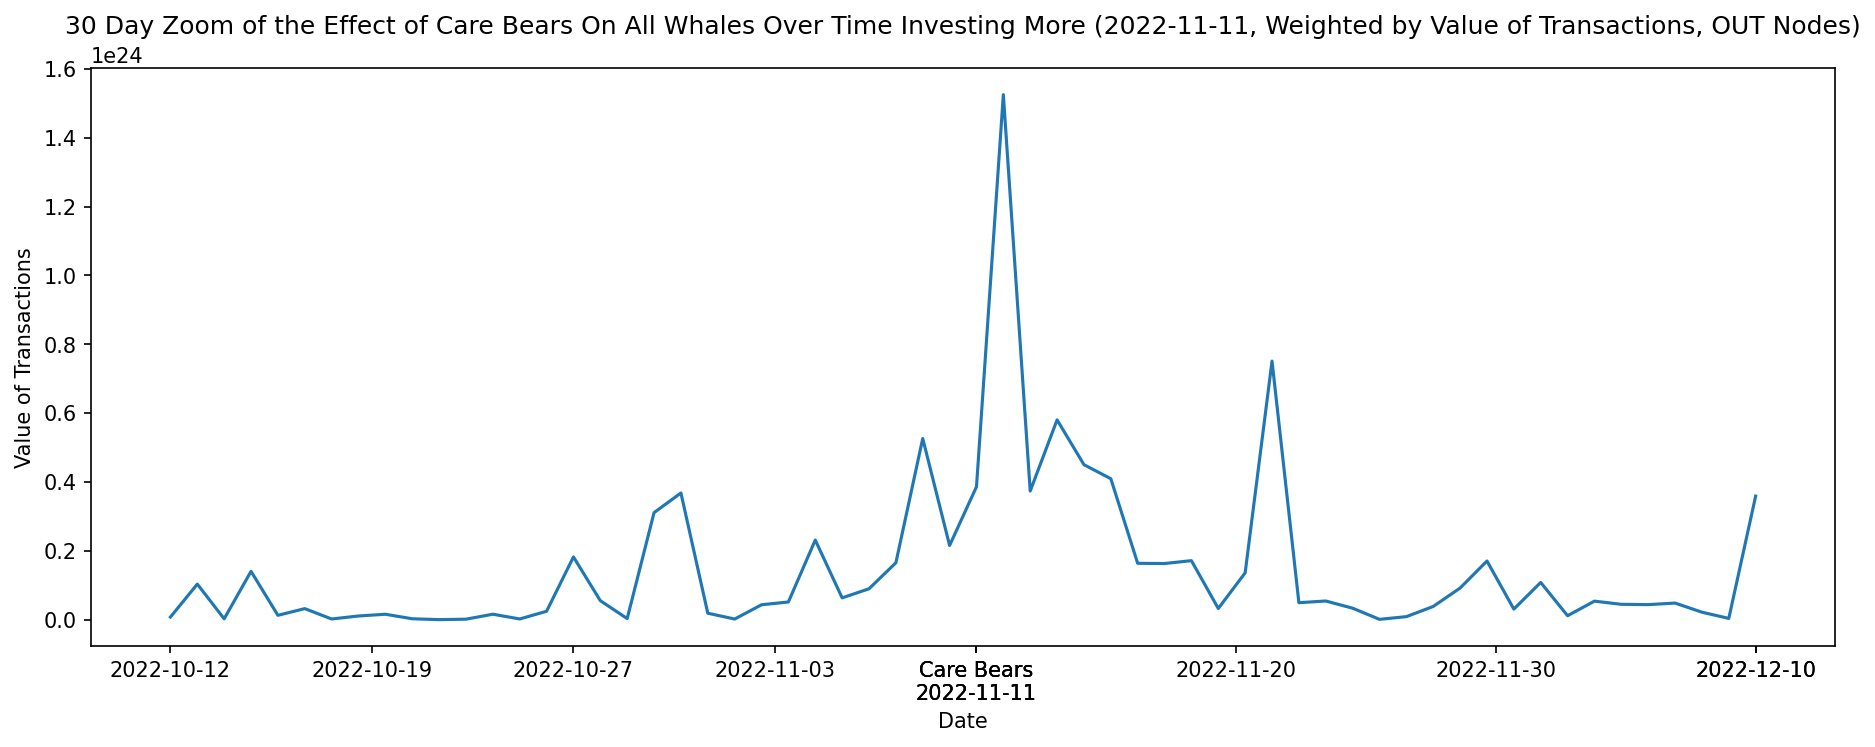 30 Day Zoom of the Effect of Care Bears On All Whales Over Time Investing More (2022-11-11, Weighted by Value of Transactions, OUT Nodes)
1e24
1.6
1.4
1.2
1.0
0.8
0.6
0.4
0.2
0.0
Value of Transactions
2022-10-12 2022-10-19 2022-10-27 2022-11-03 Care Bears 2022-11-20 2022-11-30 2022-12-10
2022-11-11
Date